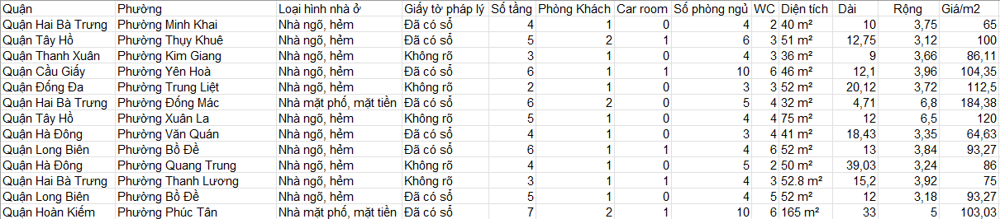 Quận Phường Loại hình nhà ở Giấy tờ pháp lý Số tầng Phòng Khách Car room Số phòng ngủ WC Diện tích Dài Rộng Giá/m2
Quận Hai Bà Trưng Phường Minh Khai Nhà ngõ, hẻm Đã có sổ 4 1 0 4 2 40 m² 10 3,75 65
Quận Tây Hồ Phường Thụy Khuê Nhà ngõ, hẻm Đã có sổ 5 2 1 6 3 51 m² 12,75 3,12 100
Quận Thanh Xuân Phường Kim Giang Nhà ngõ, hẻm Không rõ 3 1 0 4 3 36 m² 9 3,66 86,11
Quận Cầu Giấy Phường Yên Hoà Nhà ngõ, hẻm Đã có sổ 6 1 1 10 6 46 m² 12,1 3,96 104,35
Quận Đống Đa Phường Trung Liệt Nhà ngõ, hẻm Không rõ 2 1 0 3 3 52 m² 20,12 3,72 112,5
Quận Hai Bà Trưng Phường Đống Mác Nhà mặt phố, mặt tiền Đã có sổ 6 2 0 5 4 32 m² 4,71 6,8 184,38
Quận Tây Hồ Phường Xuân La Nhà ngõ, hẻm Không rõ 5 1 0 4 4 75 m² 12 6,5 120
Quận Hà Đông Phường Văn Quán Nhà ngõ, hẻm Đã có sổ 4 1 0 3 4 41 m² 18,43 3,35 64,63
Quận Long Biên Phường Bồ Đề Nhà ngõ, hẻm Đã có sổ 6 1 1 4 6 52 m² 13 3,84 93,27
Quận Hà Đông Phường Quang Trung Nhà ngõ, hẻm Không rõ 4 1 0 5 2 50 m² 39,03 3,24 86
Quận Hai Bà Trưng Phường Thanh Lương Nhà ngõ, hẻm Không rõ 3 1 1 4 3 52.8 m² 15,2 3,92 75
Quận Long Biên Phường Bồ Đề Nhà ngõ, hẻm Đã có sổ 5 1 0 4 5 52 m² 12 3,18 93,27
Quận Hoàn Kiếm Phường Phúc Tân Nhà mặt phố, mặt tiền Đã có sổ 7 2 1 10 6 165 m² 33 5 103,03